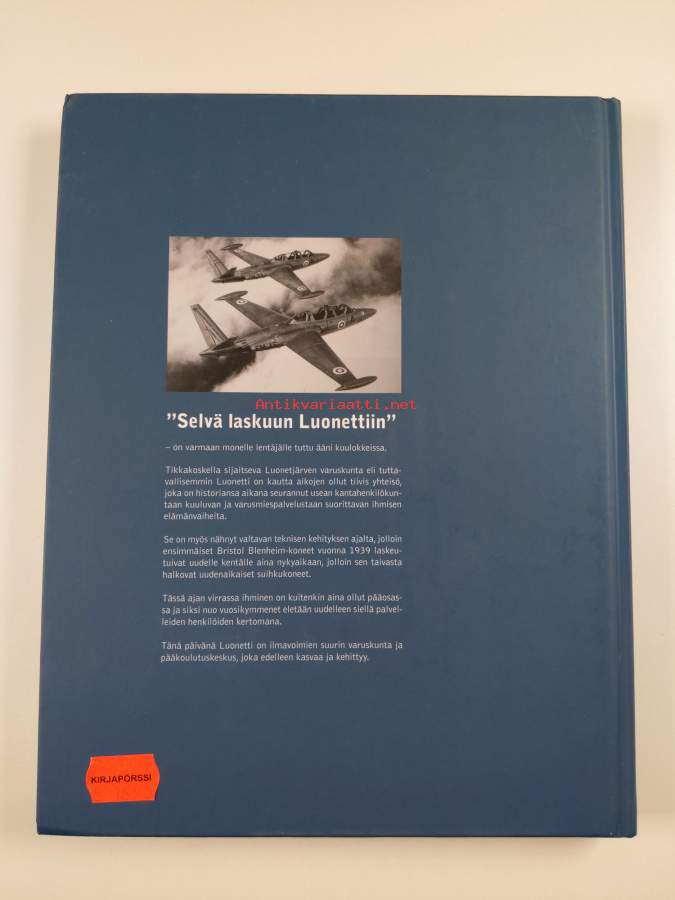 Antikvariaatti.net
"Selvä laskuun Luonettiin"
– on varmaan monelle lentäjälle tuttu ääni kuulokkeissa.
Tikkakoskella sijaitseva Luonetjärven varuskunta eli tutta-
vallisemmin Luonetti on kautta aikojen ollut tiivis yhteisö,
joka on historiansa aikana seurannut usean kantahenkilökun-
taan kuuluvan ja varusmiespalvelustaan suorittavan ihmisen
elämänvaiheita.
Se on myös nähnyt valtavan teknisen kehityksen ajalta, jolloin
ensimmäiset Bristol Blenheim-koneet vuonna 1939 laskeu-
tuivat uudelle kentälle aina nykyaikaan, jolloin sen taivasta
halkovat uudenaikaiset suihkukoneet.
Tässä ajan virrassa ihminen on kuitenkin aina ollut pääosas-
sa ja siksi nuo vuosikymmenet eletään uudelleen siellä palvel-
leiden henkilöiden kertomana.
Tänä päivänä Luonetti on ilmavoimien suurin varuskunta ja
pääkoulutuskeskus, joka edelleen kasvaa ja kehittyy.
KIRJAPÖRSSI